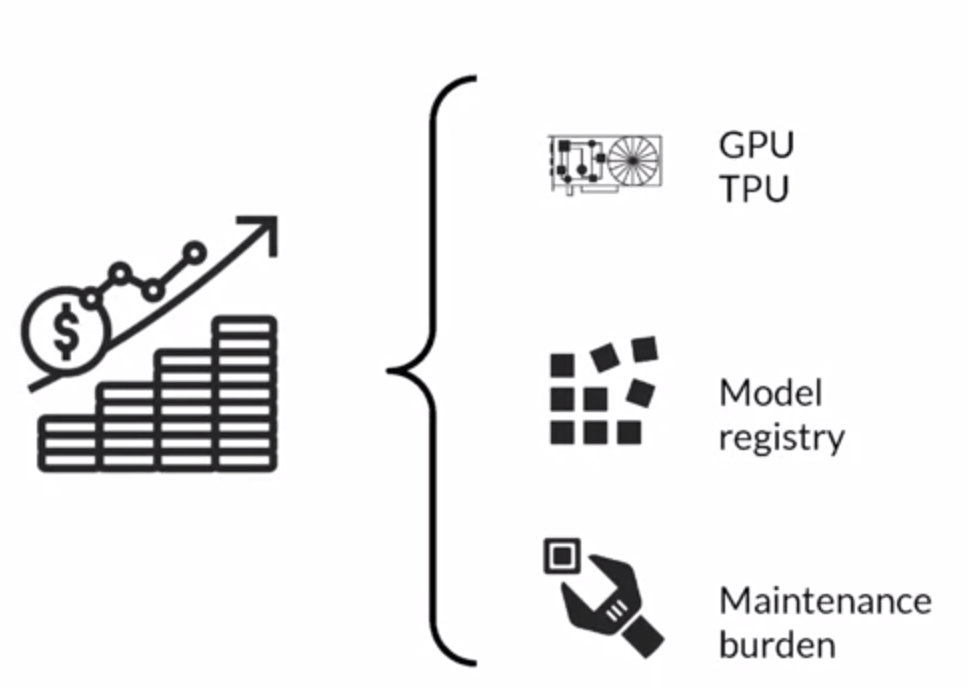 $
GPU
TPU
Model
registry
Maintenance
burden